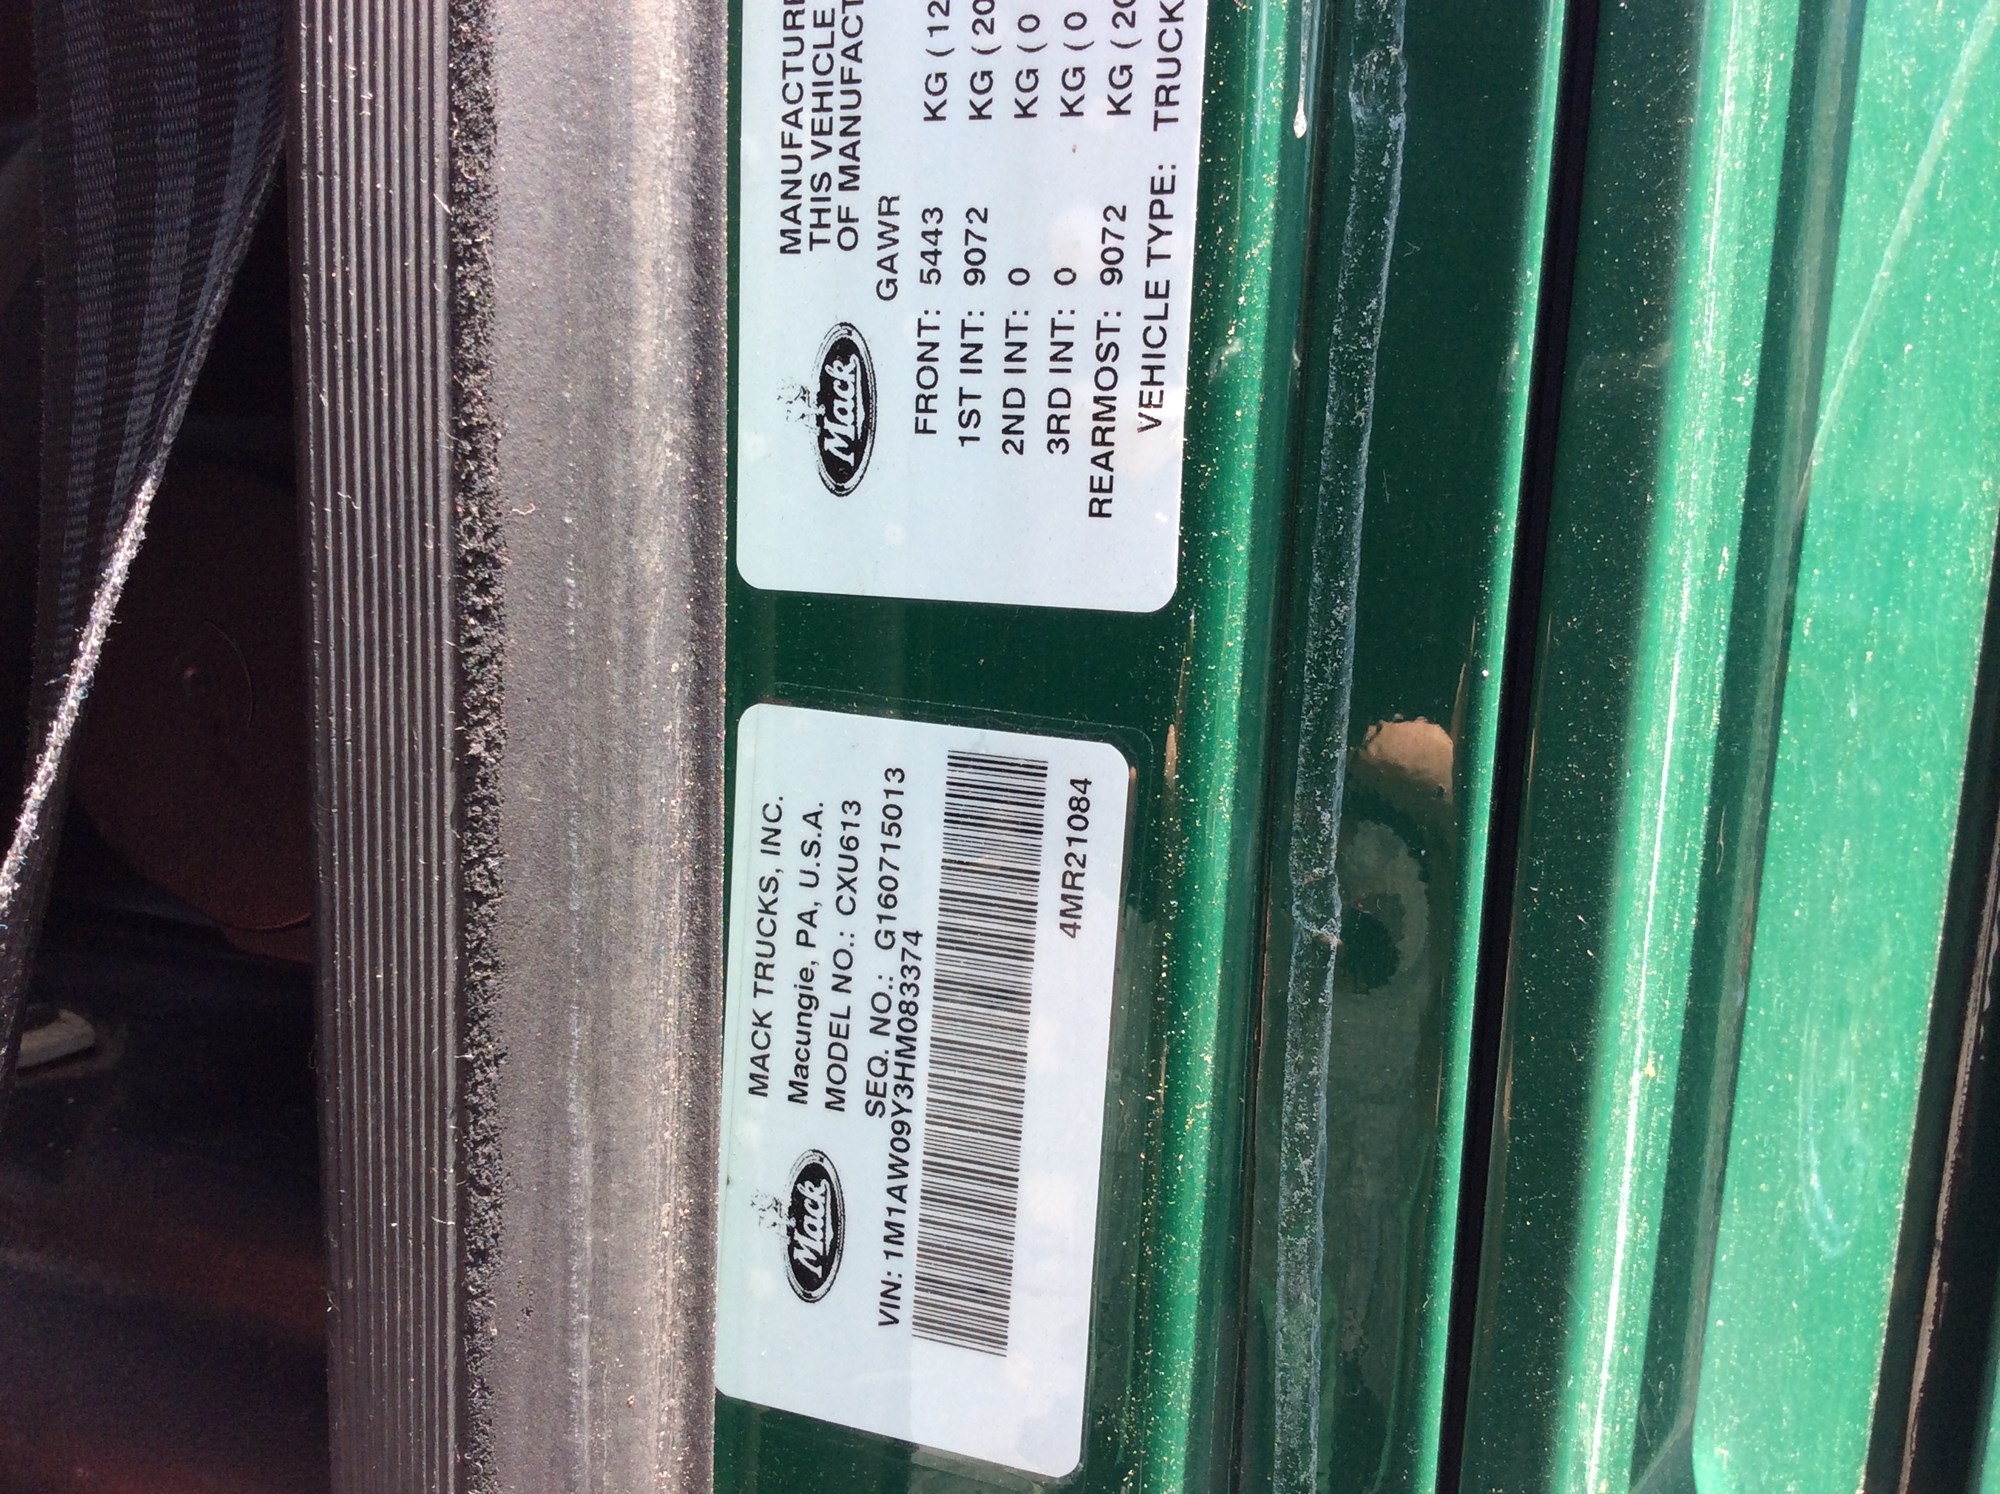 Mack
MACK TRUCKS, INC.
Macungie, PA, U.S.A.
MODEL NO.: CXU613
SEQ. NO.: G160715013
VIN: 1M1AW09Y3HM083374
4MR21084
MANUFACTURE
THIS VEHICLE
OF MANUFACT
Mack
GAWR
FRONT: 5443 KG ( 12
1ST INT: 9072 KG ( 20
2ND INT: 0 KG ( 0
3RD INT: 0 KG ( 0
REARMOST: 9072 KG ( 20
VEHICLE TYPE: TRUCK